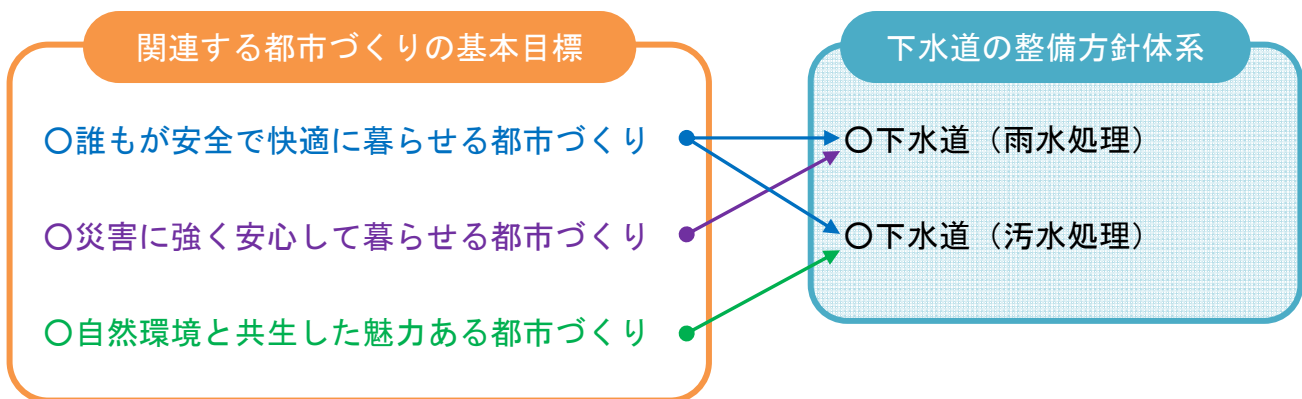 関連する都市づくりの基本目標
〇誰もが安全で快適に暮らせる都市づくり
〇災害に強く安心して暮らせる都市づくり
〇自然環境と共生した魅力ある都市づくり
下水道の整備方針体系
〇下水道（雨水処理）
〇下水道（汚水処理）